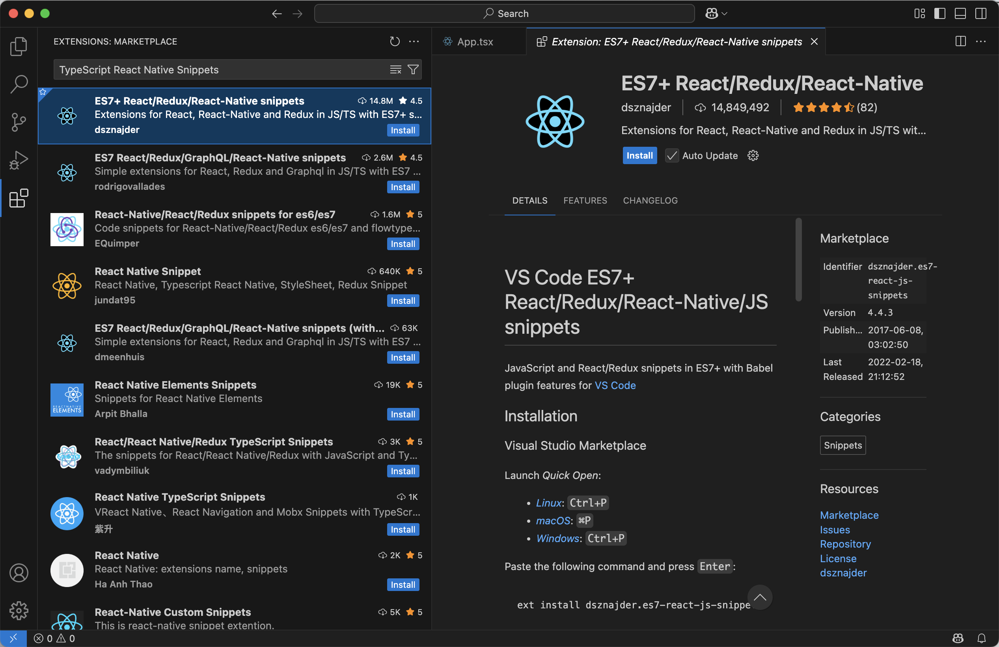 Search
EXTENSIONS: MARKETPLACE
TypeScript React Native Snippets
ES7+ React/Redux/React-Native snippets 14.8M 4.5
Extensions for React, React-Native and Redux in JS/TS with ES7+ s...
dsznajder Install
ES7 React/Redux/GraphQL/React-Native snippets 2.6M 4.5
Simple extensions for React, Redux and Graphql in JS/TS with ES7 ...
rodrigovallades Install
React-Native/React/Redux snippets for es6/es7 1.6M 5
Code snippets for React-Native/React/Redux es6/es7 and flowtype...
EQuimper Install
React Native Snippet 640K 5
React Native, Typescript React Native, StyleSheet, Redux Snippet
jundat95 Install
ES7 React/Redux/GraphQL/React-Native snippets (with... 63K
Simple extensions for React, Redux and Graphql in JS/TS with ES7 ...
dmeenhuis Install
REACTNATIVE
ELEMENTS
React Native Elements Snippets 19K 5
Snippets for React Native Elements
Arpit Bhalla Install
TypeScript
React/React Native/Redux TypeScript Snippets 3K 5
The snippets for React/React Native/Redux with JavaScript and Ty...
vadymbiliuk Install
React Native TypeScript Snippets 1K
VReact Native、React Navigation and Mobx Snippets with TypeScr...
紫升 Install
React Native 2K 5
React Native: extensions name, snippets
Ha Anh Thao Install
React-Native Custom Snippets 5K 5
This is react-native snippet extention.
App.tsx
Extension: ES7+ React/Redux/React-Native snippets
ES7+ React/Redux/React-Native
dsznajder 14,849,492 (82)
Extensions for React, React-Native and Redux in JS/TS wit...
Install Auto Update
DETAILS FEATURES CHANGELOG
VS Code ES7+
React/Redux/React-Native/JS
snippets
JavaScript and React/Redux snippets in ES7+ with Babel
plugin features for VS Code
Installation
Visual Studio Marketplace
Launch Quick Open:
• Linux: Ctrl+P
• macOS: ⌘P
• Windows: Ctrl+P
Paste the following command and press Enter:
ext install dsznajder.es7-react-js-snippe
Marketplace
Identifier dsznajder.es7-
react-js-
snippets
Version 4.4.3
Publish... 2017-06-08,
03:02:50
Last 2022-02-18,
Released 21:12:52
Categories
Snippets
Resources
Marketplace
Issues
Repository
License
dsznajder
0 0